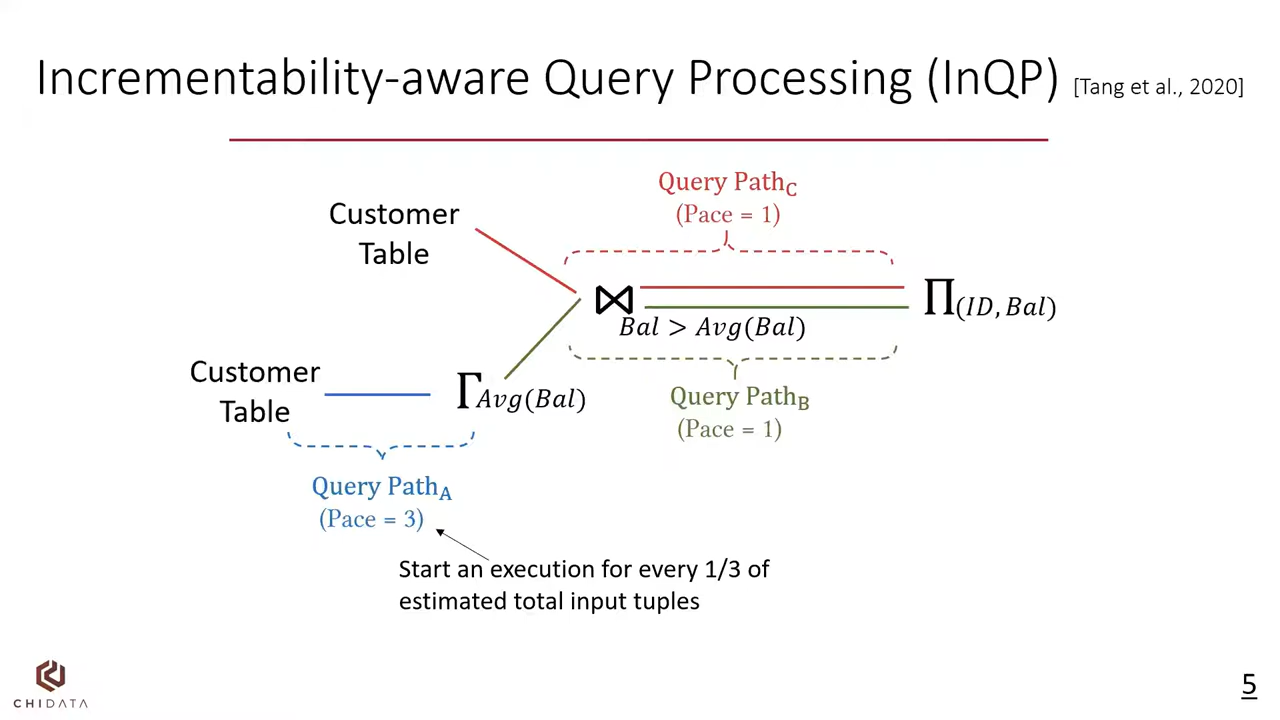 Incrementability-aware Query Processing (InQP) [Tang et al., 2020]
Query Path_C
(Pace = 1)
Customer
Table
⋈
Bal > Avg(Bal)
Π(ID, Bal)
Customer
Table
Γ Avg(Bal)
Query Path_B
(Pace = 1)
Query Path_A
(Pace = 3)
Start an execution for every 1/3 of
estimated total input tuples
CHIDATA
5